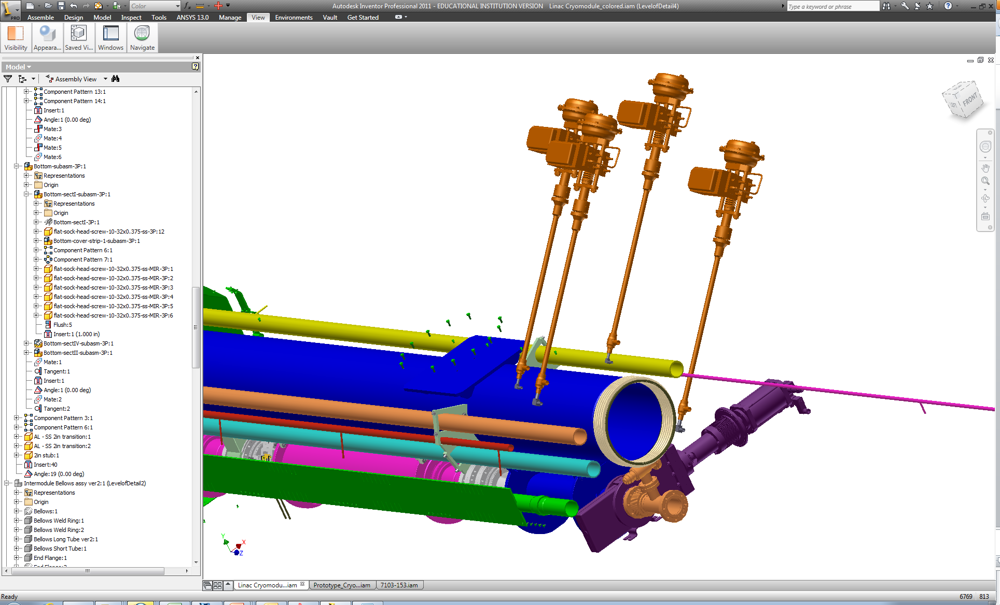 PRO
Color
Autodesk Inventor Professional 2011 - EDUCATIONAL INSTITUTION VERSION Linac Cryomodule_colored.iam (LevelofDetail4)
Type a keyword or phrase
Assemble Design Model Inspect Tools ANSYS 13.0 Manage View Environments Vault Get Started
Visibility Appeara... Saved Vi... Windows Navigate
Model
Assembly View
Component Pattern 13:1
Component Pattern 14:1
Insert:1
Angle:1 (0.00 deg)
Mate:3
Mate:4
Mate:5
Mate:6
Bottom-subasm-3P:1
Representations
Origin
Bottom-sectI-subasm-3P:1
Representations
Origin
Bottom-sectI-3P:1
flat-sock-head-screw-10-32x0.375-ss-3P:12
Bottom-cover-strip-1-subasm-3P:1
Component Pattern 6:1
Component Pattern 7:1
flat-sock-head-screw-10-32x0.375-ss-MIR-3P:1
flat-sock-head-screw-10-32x0.375-ss-MIR-3P:2
flat-sock-head-screw-10-32x0.375-ss-MIR-3P:3
flat-sock-head-screw-10-32x0.375-ss-MIR-3P:4
flat-sock-head-screw-10-32x0.375-ss-MIR-3P:5
flat-sock-head-screw-10-32x0.375-ss-MIR-3P:6
Flush:5
Insert:1 (1.000 in)
Bottom-sectIV-subasm-3P:1
Bottom-sectII-subasm-3P:1
Mate:1
Tangent:1
Insert:1
Angle:1 (0.00 deg)
Mate:2
Tangent:2
Component Pattern 3:1
Component Pattern 6:1
AL - SS 2in transition:1
AL - SS 2in transition:2
2in stub:1
Insert:40
Angle:19 (0.00 deg)
Intermodule Bellows assy ver2:1 (LevelofDetail2)
Representations
Origin
Bellows:1
Bellows Weld Ring:1
Bellows Weld Ring:2
Bellows Long Tube ver2:1
Bellows Short Tube:1
End Flange:1
FRONT
Y
X
Z
Linac Cryomodu...iam Prototype_Cryo...iam 7103-153.iam
Ready
6769 813